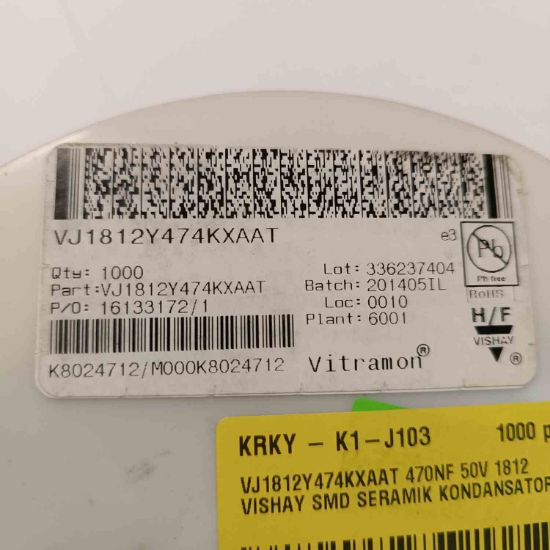 VJ1812Y474KXAAT
e3
Pb
Ph free
RoHS
Qty: 1000
Part:VJ1812Y474KXAAT
P/O: 16133172/1
Lot: 336237404
Batch: 201405IL
Loc: 0010
Plant: 6001
H/F
VISHAY ®
K8024712/M000K8024712
Vitramon®
KRKY - K1-J103 1000 p
VJ1812Y474KXAAT 470NF 50V 1812
VISHAY SMD SERAMIK KONDANSATOR